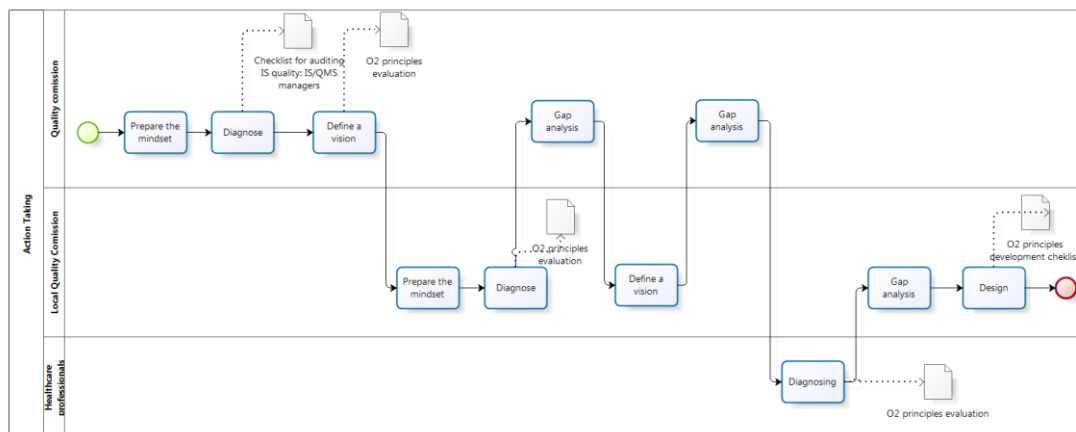 Action Taking
Quality comission
Checklist for auditing
IS quality: IS/QMS
managers
O2 principles
evaluation
Prepare the
mindset
Diagnose
Define a
vision
Gap
analysis
Gap
analysis
Local Quality Comission
O2 principles
evaluation
O2 principles
development cheklis
Prepare the
mindset
Diagnose
Define a
vision
Gap
analysis
Design
Healthcare
professionals
Diagnosing
O2 principles evaluation